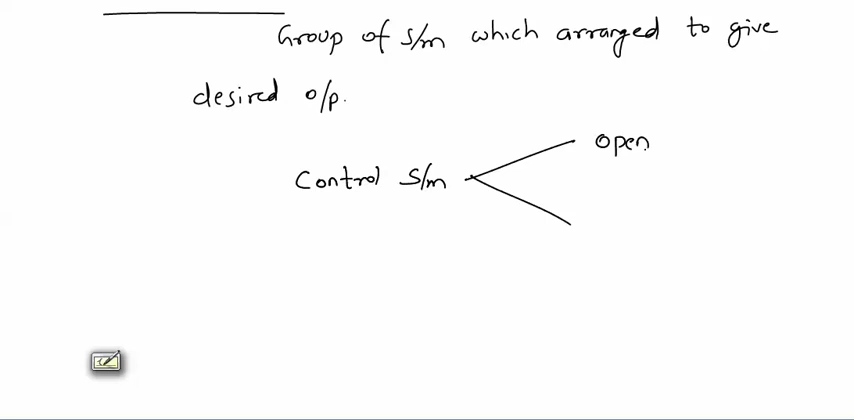 Group of s/m which arranged to give
desired o/p.
Open
Control s/m